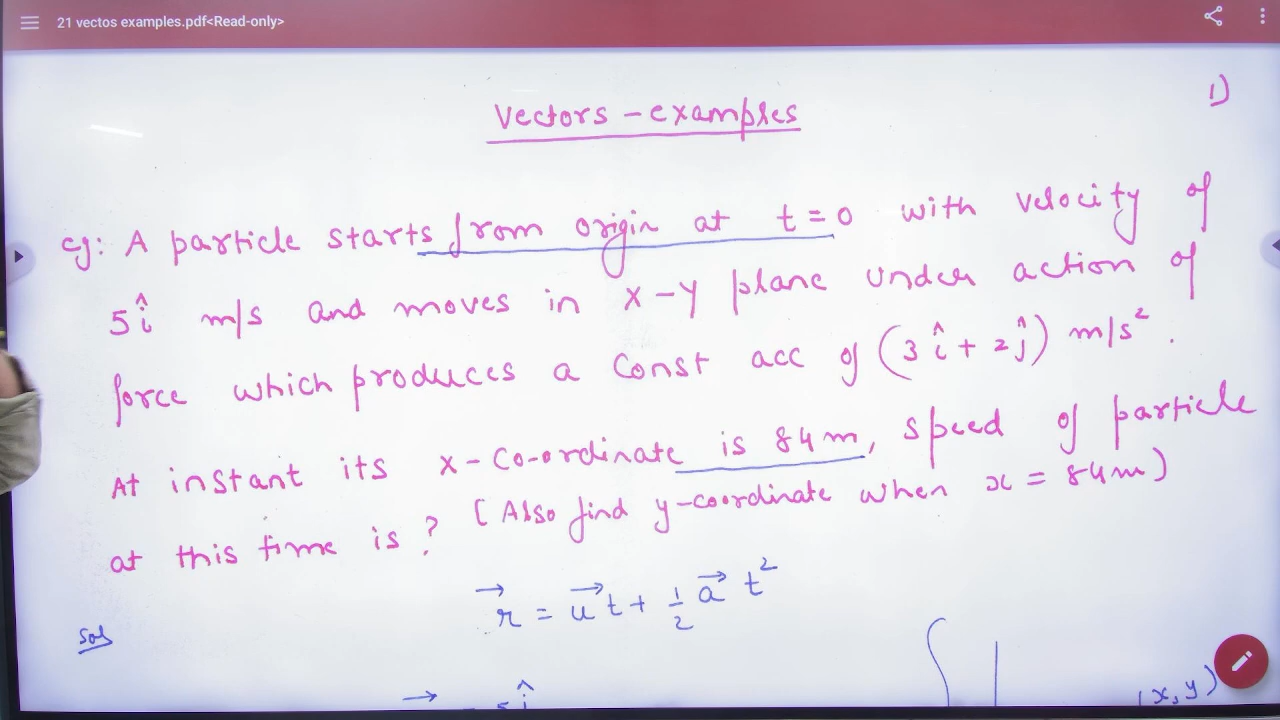 21 vectos examples.pdf<Read-only>
1)
Vectors - examples
eg: A particle starts from origin at t = 0 with velocity of
5î m/s and moves in x-y plane under action of
force which produces a const acc of (3î + 2ĵ) m/s².
At instant its x-co-ordinate is 84m, speed of particle
at this time is? [Also find y-coordinate when x = 84m)
r⃗ = u⃗t + ½ a⃗ t²
Sol
(x,y)